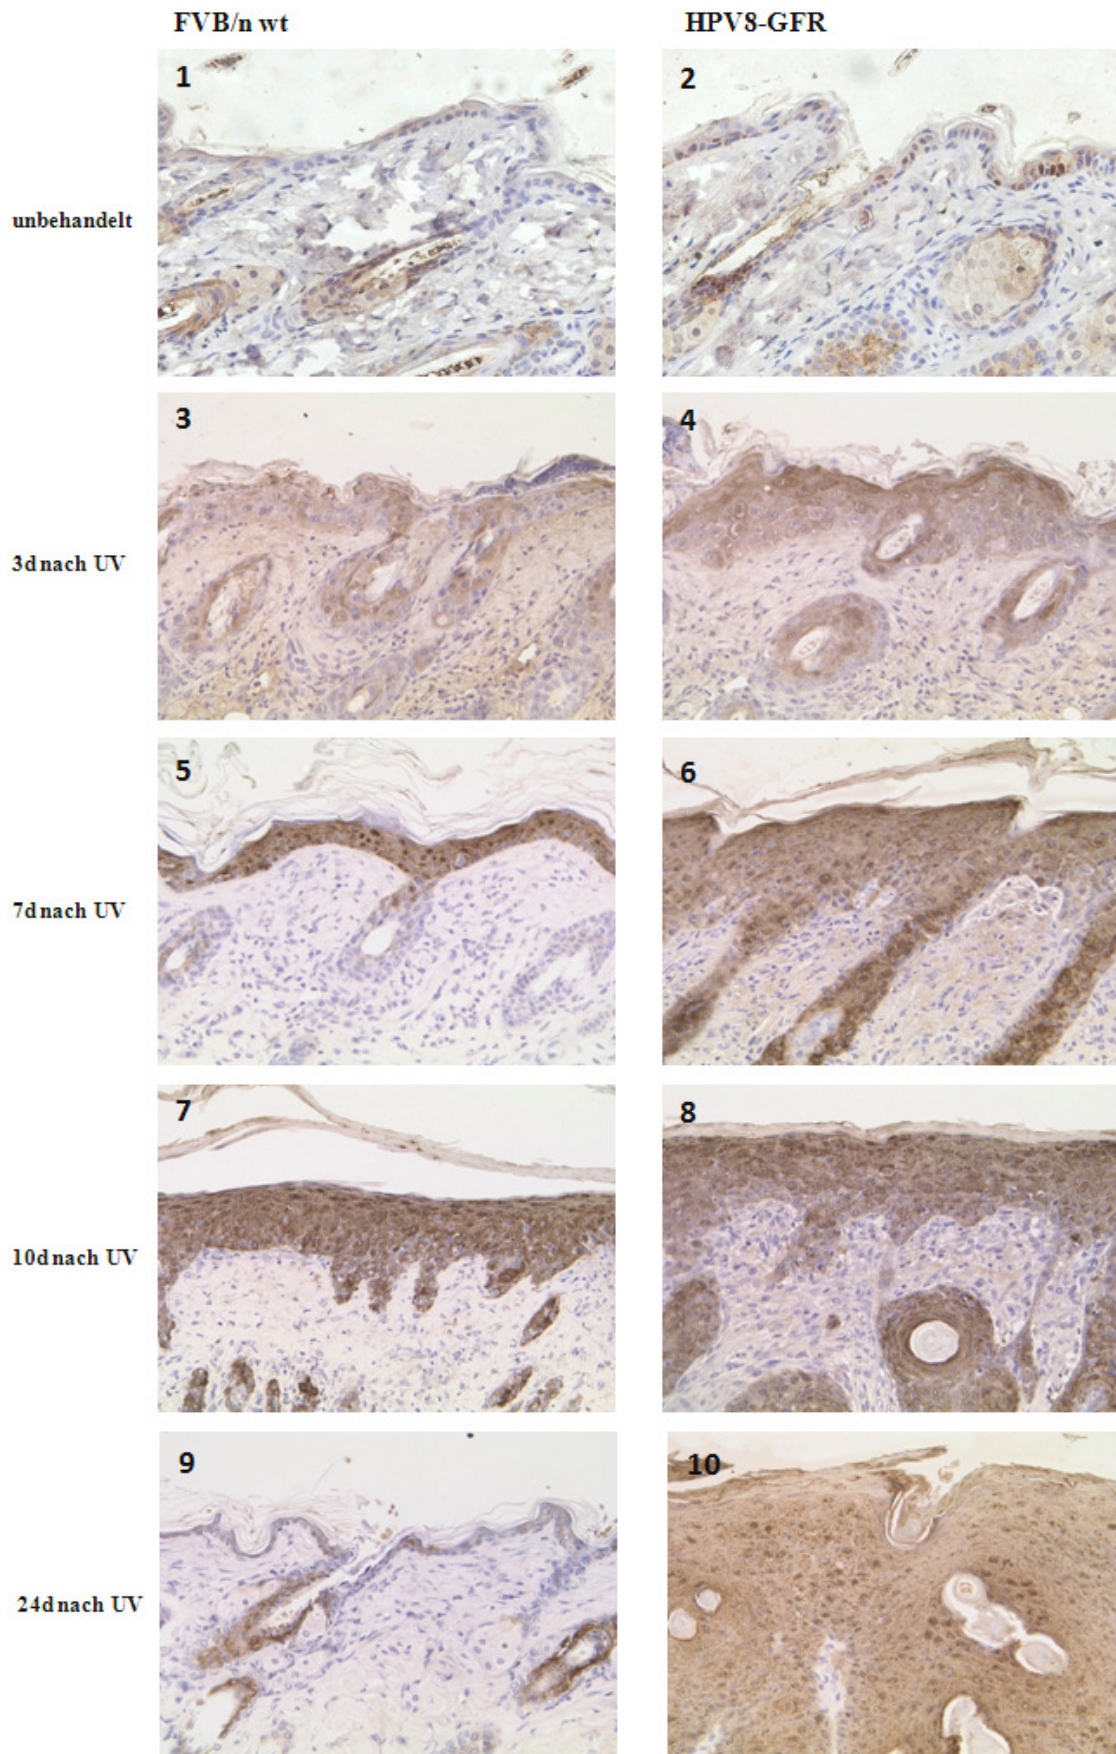 FVB/n wt HPV8-GFR
1 2
unbehandelt
3 4
3d nach UV
5 6
7d nach UV
7 8
10d nach UV
9 10
24d nach UV